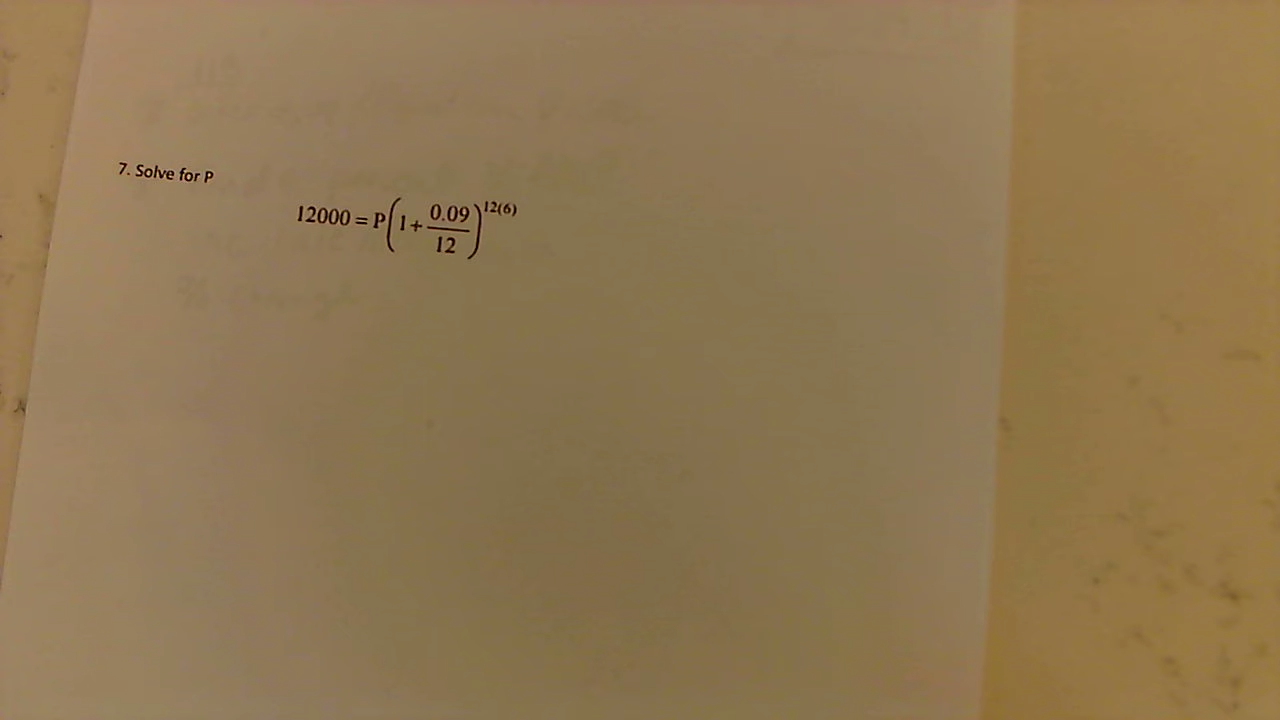 7. Solve for P
12000 = P(1 + 0.09/12)^12(6)